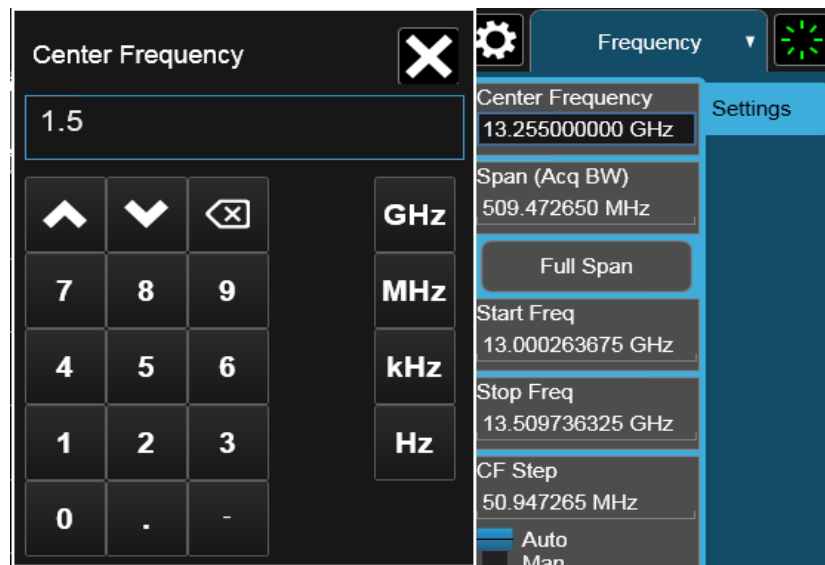 Center Frequency
1.5
GHz
7 8 9 MHz
4 5 6 kHz
1 2 3 Hz
0 . -
Frequency
Settings
Center Frequency
13.255000000 GHz
Span (Acq BW)
509.472650 MHz
Full Span
Start Freq
13.000263675 GHz
Stop Freq
13.509736325 GHz
CF Step
50.947265 MHz
Auto
Man